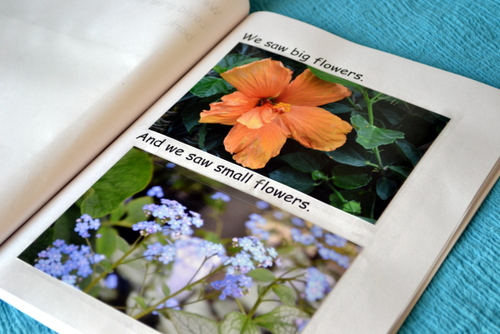 We saw big flowers.
And we saw small flowers.